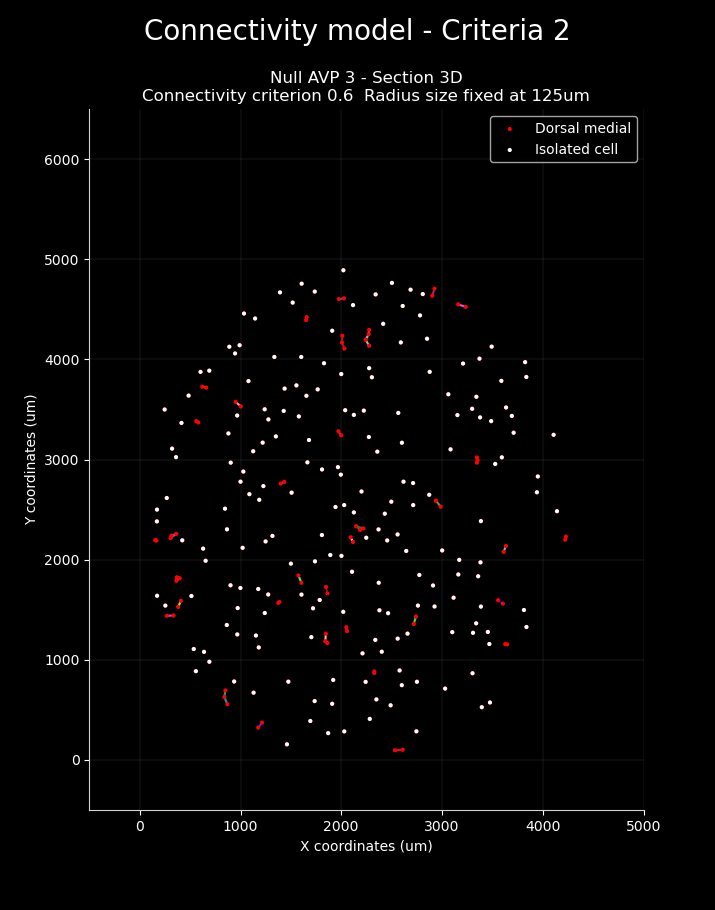 Connectivity model - Criteria 2
Null AVP 3 - Section 3D
Connectivity criterion 0.6  Radius size fixed at 125um
Dorsal medial
Isolated cell
6000
5000
4000
3000
2000
1000
0
Y coordinates (um)
0
1000
2000
3000
4000
5000
X coordinates (um)